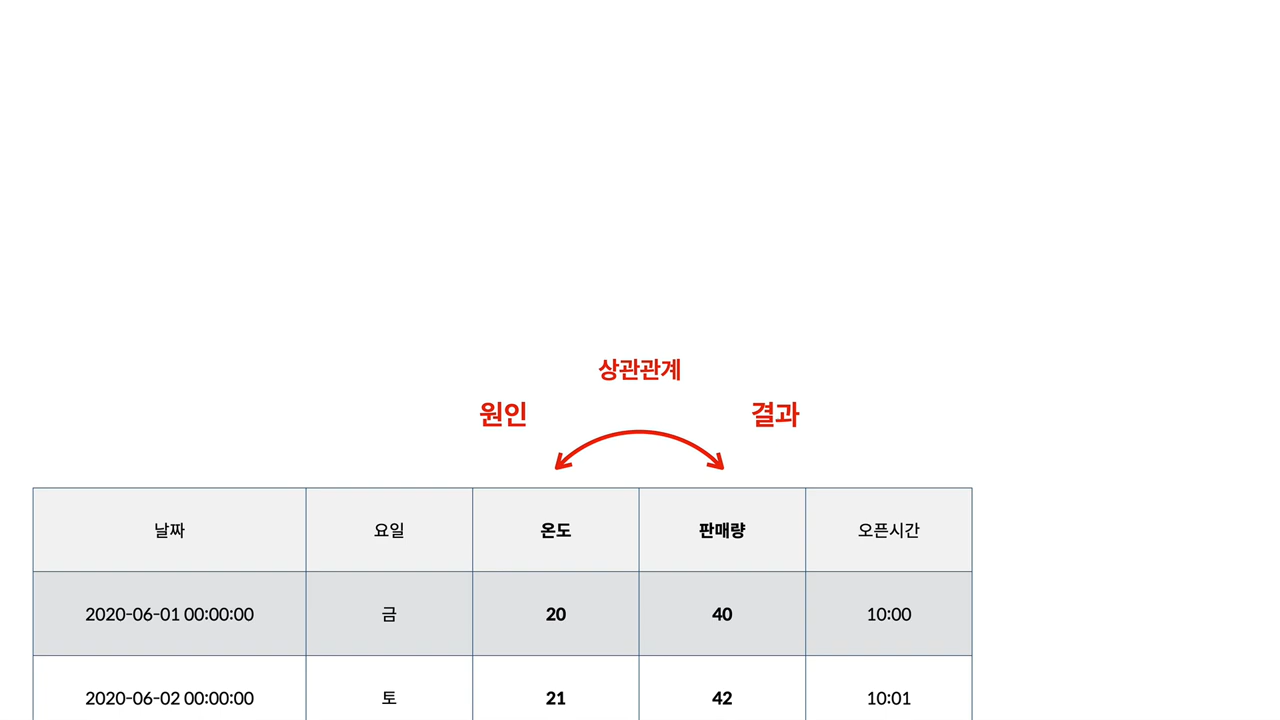 상관관계
원인 결과
날짜 요일 온도 판매량 오픈시간
2020-06-01 00:00:00 금 20 40 10:00
2020-06-02 00:00:00 토 21 42 10:01